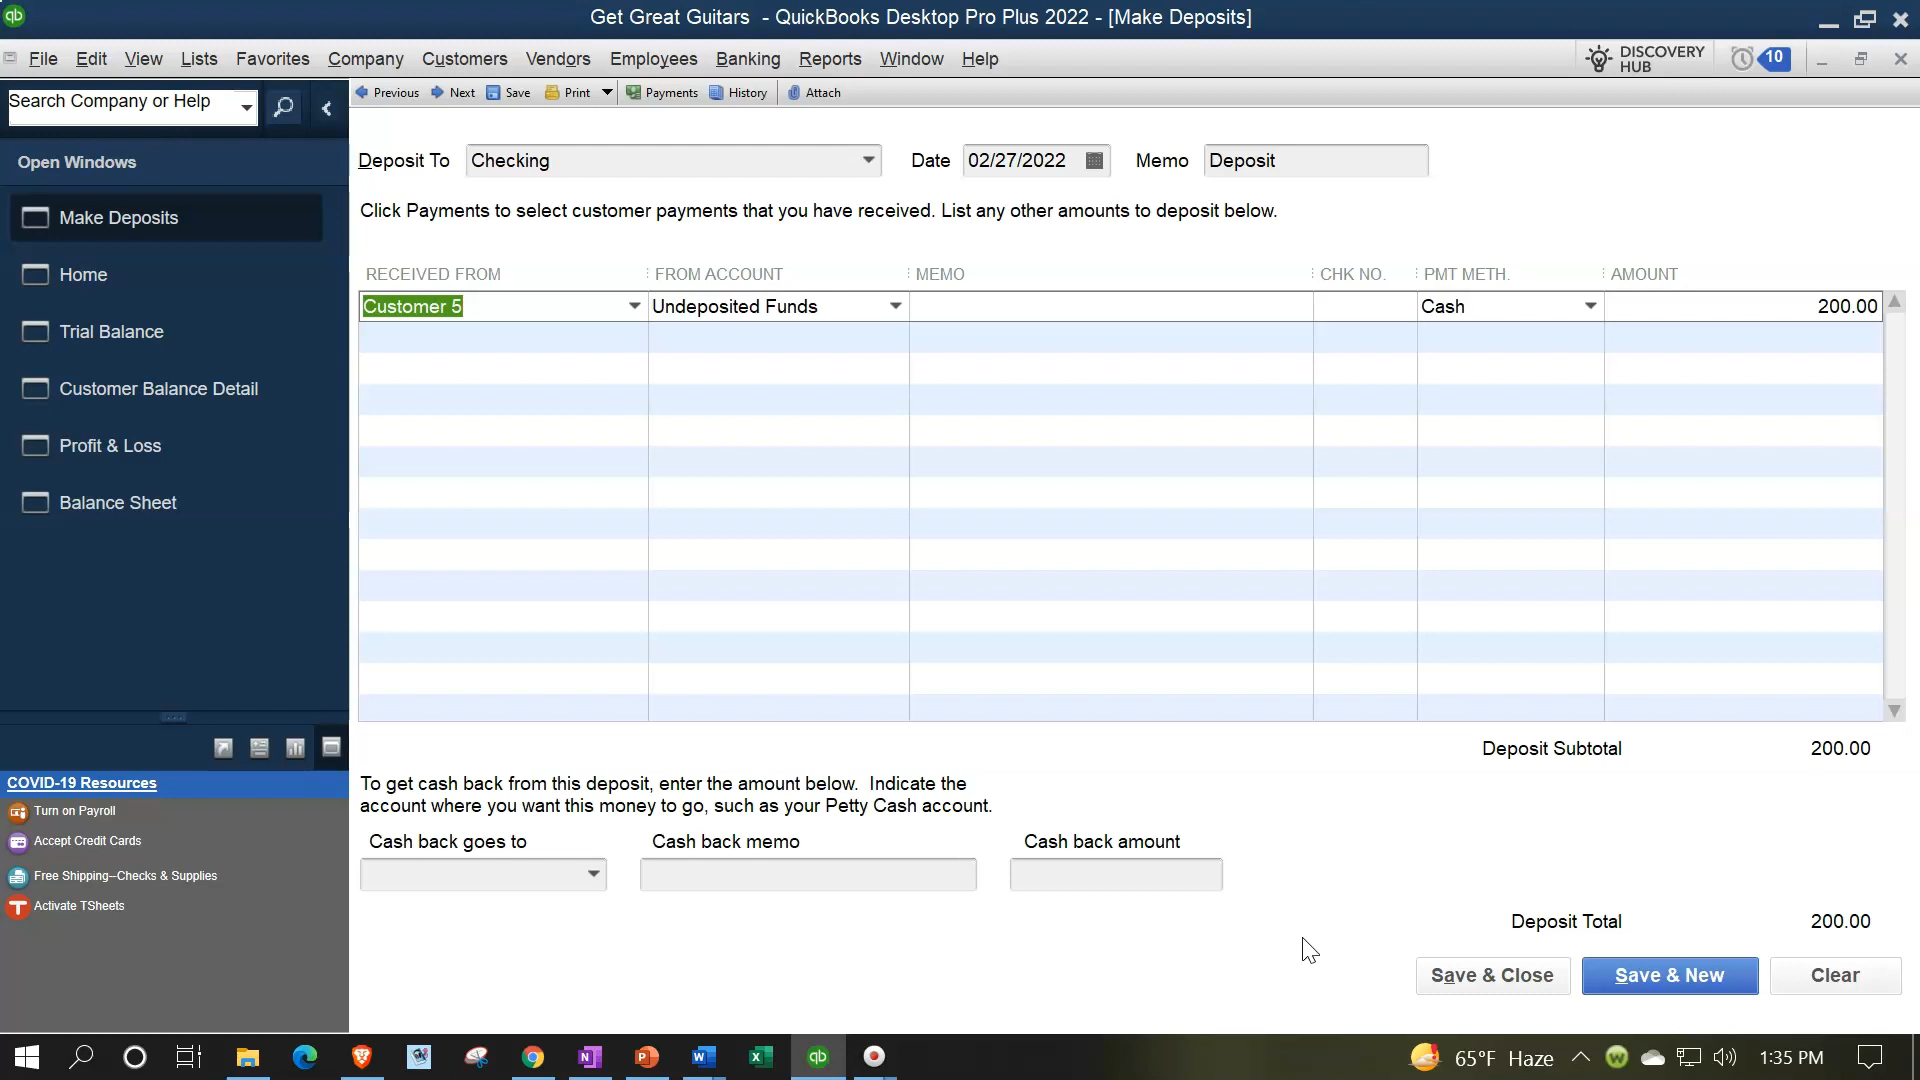 qb
Get Great Guitars - QuickBooks Desktop Pro Plus 2022 - [Make Deposits]
File Edit View Lists Favorites Company Customers Vendors Employees Banking Reports Window Help
DISCOVERY
HUB
10
Search Company or Help
Previous Next Save Print Payments History Attach
Open Windows
Make Deposits
Home
Trial Balance
Customer Balance Detail
Profit & Loss
Balance Sheet
Deposit To Checking Date 02/27/2022 Memo Deposit
Click Payments to select customer payments that you have received. List any other amounts to deposit below.
RECEIVED FROM FROM ACCOUNT MEMO CHK NO. PMT METH. AMOUNT
Customer 5 Undeposited Funds Cash 200.00
Deposit Subtotal 200.00
To get cash back from this deposit, enter the amount below. Indicate the
account where you want this money to go, such as your Petty Cash account.
Cash back goes to Cash back memo Cash back amount
Deposit Total 200.00
Save & Close Save & New Clear
COVID-19 Resources
Turn on Payroll
Accept Credit Cards
Free Shipping--Checks & Supplies
Activate TSheets
65°F Haze 1:35 PM